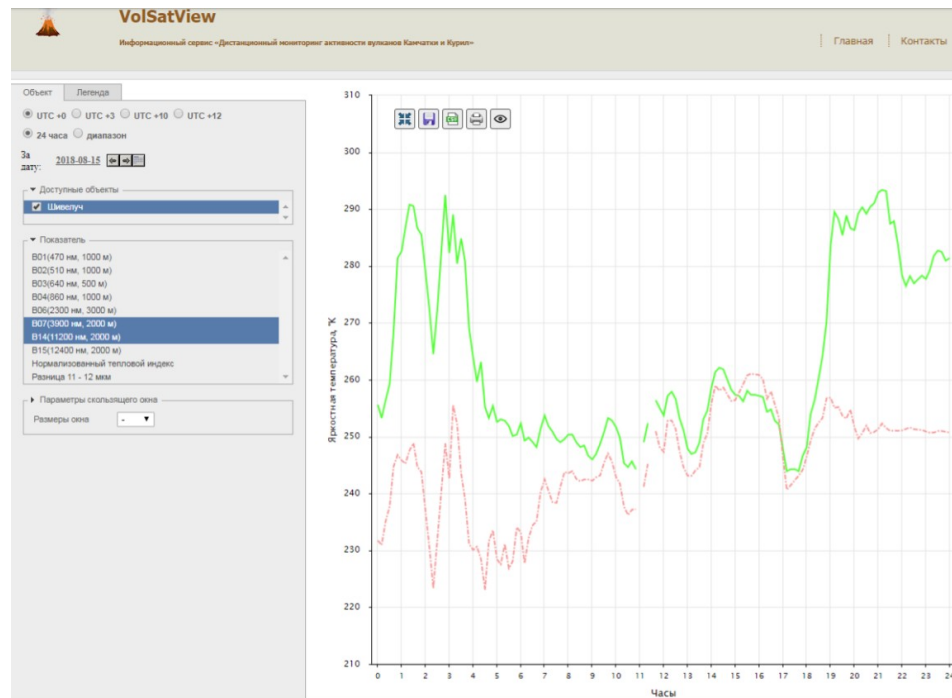 VolSatView
Информационный сервис «Дистанционный мониторинг активности вулканов Камчатки и Курил»
Главная
Контакты
Объект
Легенда
UTC +0 UTC +3 UTC +10 UTC +12
24 часа диапазон
За
дату:
2018-08-15
Доступные объекты
Шивелуч
Показатель
B01(470 нм, 1000 м)
B02(510 нм, 1000 м)
B03(640 нм, 500 м)
B04(860 нм, 1000 м)
B06(2300 нм, 3000 м)
B07(3900 нм, 2000 м)
B14(11200 нм, 2000 м)
B15(12400 нм, 2000 м)
Нормализованный тепловой индекс
Разница 11 - 12 мкм
Параметры скользящего окна
Размеры окна -
Яркостная температура, °K
310
300
290
280
270
260
250
240
230
220
210
0 1 2 3 4 5 6 7 8 9 10 11 12 13 14 15 16 17 18 19 20 21 22 23 24
Часы